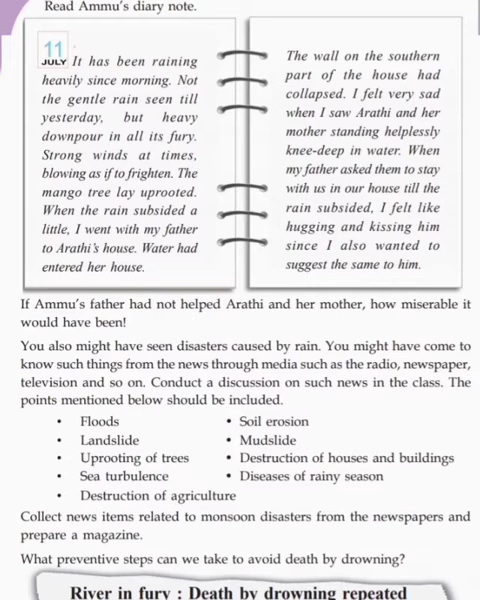 Read Ammu's diary note.
11
JULY It has been raining
heavily since morning. Not
the gentle rain seen till
yesterday, but heavy
downpour in all its fury.
Strong winds at times,
blowing as if to frighten. The
mango tree lay uprooted.
When the rain subsided a
little, I went with my father
to Arathi's house. Water had
entered her house.
The wall on the southern
part of the house had
collapsed. I felt very sad
when I saw Arathi and her
mother standing helplessly
knee-deep in water. When
my father asked them to stay
with us in our house till the
rain subsided, I felt like
hugging and kissing him
since I also wanted to
suggest the same to him.
If Ammu's father had not helped Arathi and her mother, how miserable it
would have been!
You also might have seen disasters caused by rain. You might have come to
know such things from the news through media such as the radio, newspaper,
television and so on. Conduct a discussion on such news in the class. The
points mentioned below should be included.
• Floods
• Landslide
• Uprooting of trees
• Sea turbulence
• Destruction of agriculture
• Soil erosion
• Mudslide
• Destruction of houses and buildings
• Diseases of rainy season
Collect news items related to monsoon disasters from the newspapers and
prepare a magazine.
What preventive steps can we take to avoid death by drowning?
River in fury : Death by drowning repeated